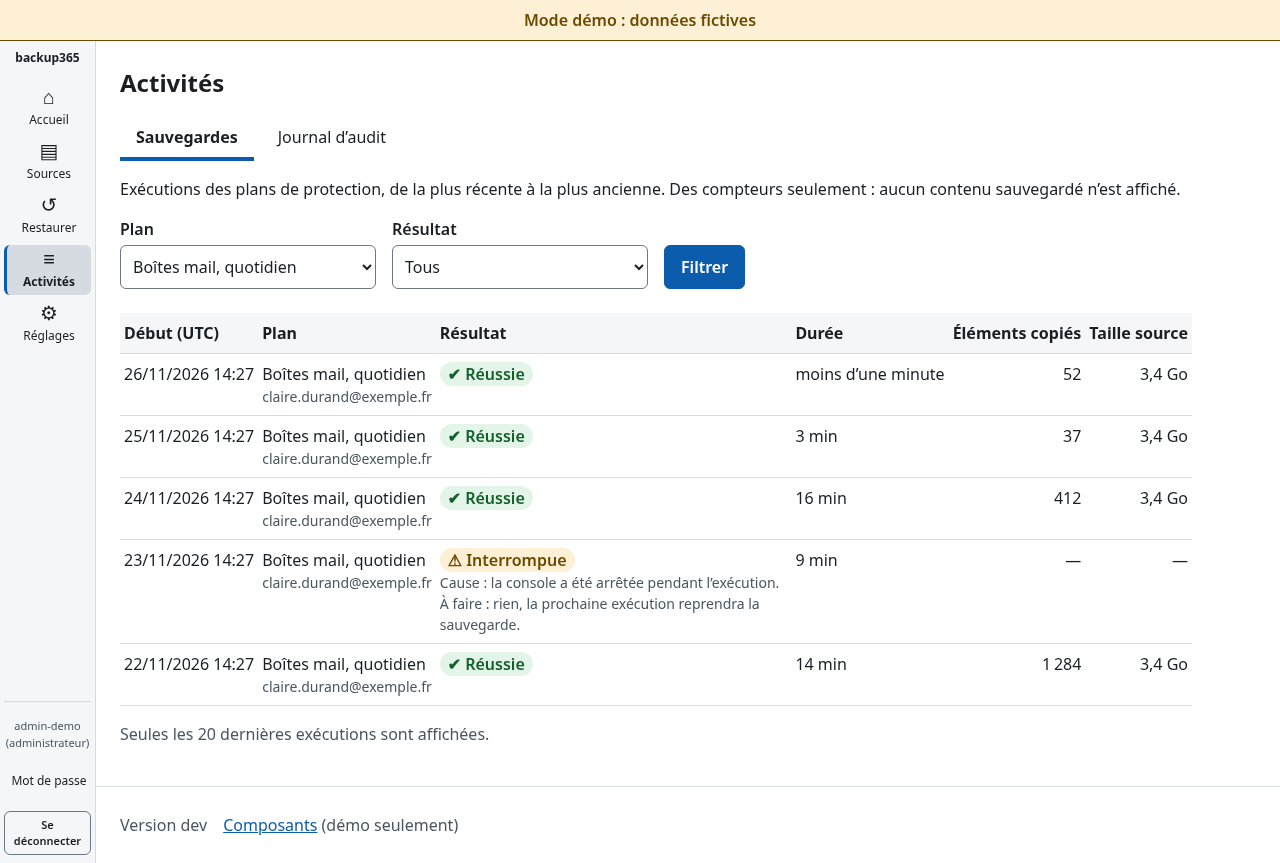 Mode démo : données fictives
backup365
Accueil
Sources
Restaurer
Activités
Réglages
admin-demo
(administrateur)
Mot de passe
Se
déconnecter
Activités
Sauvegardes Journal d’audit
Exécutions des plans de protection, de la plus récente à la plus ancienne. Des compteurs seulement : aucun contenu sauvegardé n’est affiché.
Plan Résultat
Boîtes mail, quotidien Tous Filtrer
Début (UTC) Plan Résultat Durée Éléments copiés Taille source
26/11/2026 14:27 Boîtes mail, quotidien ✔ Réussie moins d’une minute 52 3,4 Go
claire.durand@exemple.fr
25/11/2026 14:27 Boîtes mail, quotidien ✔ Réussie 3 min 37 3,4 Go
claire.durand@exemple.fr
24/11/2026 14:27 Boîtes mail, quotidien ✔ Réussie 16 min 412 3,4 Go
claire.durand@exemple.fr
23/11/2026 14:27 Boîtes mail, quotidien ⚠ Interrompue 9 min — —
claire.durand@exemple.fr Cause : la console a été arrêtée pendant l’exécution.
À faire : rien, la prochaine exécution reprendra la
sauvegarde.
22/11/2026 14:27 Boîtes mail, quotidien ✔ Réussie 14 min 1 284 3,4 Go
claire.durand@exemple.fr
Seules les 20 dernières exécutions sont affichées.
Version dev Composants (démo seulement)